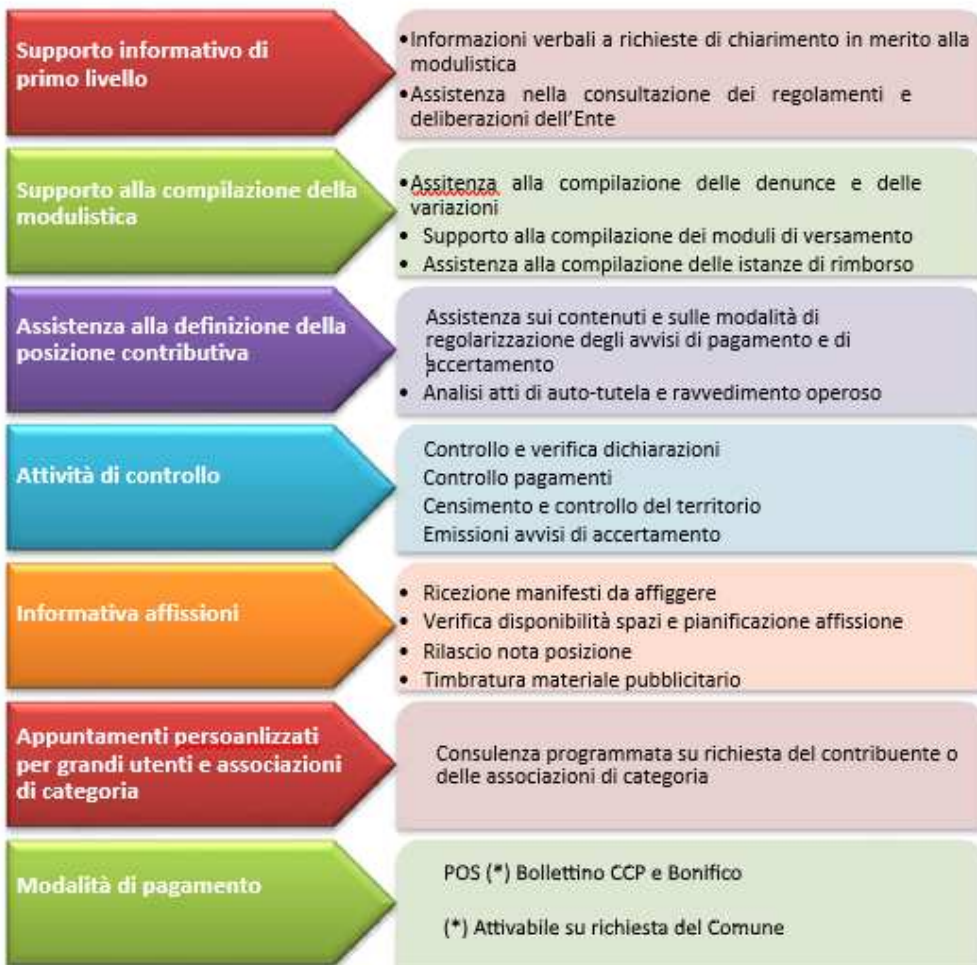 Supporto informativo di
primo livello
•Informazioni verbali a richieste di chiarimento in merito alla
modulistica
•Assistenza nella consultazione dei regolamenti e
deliberazioni dell'Ente
Supporto alla compilazione della
modulistica
•Assitenza alla compilazione delle denunce e delle
variazioni
• Supporto alla compilazione dei moduli di versamento
• Assistenza alla compilazione delle istanze di rimborso
Assistenza alla definizione della
posizione contributiva
Assistenza sui contenuti e sulle modalità di
regolarizzazione degli avvisi di pagamento e di
accertamento
• Analisi atti di auto-tutela e ravvedimento operoso
Attività di controllo
Controllo e verifica dichiarazioni
Controllo pagamenti
Censimento e controllo del territorio
Emissioni avvisi di accertamento
Informativa affissioni
• Ricezione manifesti da affiggere
• Verifica disponibilità spazi e pianificazione affissione
• Rilascio nota posizione
• Timbratura materiale pubblicitario
Appuntamenti persoanlizzati
per grandi utenti e associazioni
di categoria
Consulenza programmata su richiesta del contribuente o
delle associazioni di categoria
Modalità di pagamento
POS (*) Bollettino CCP e Bonifico
(*) Attivabile su richiesta del Comune